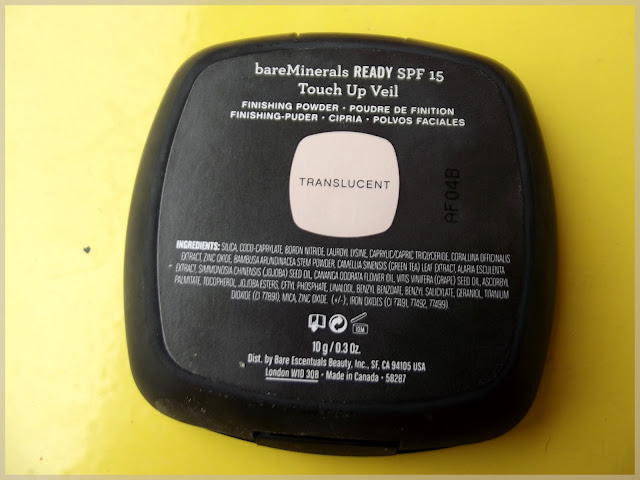 bareMinerals READY SPF 15
Touch Up Veil
FINISHING POWDER • POUDRE DE FINITION
FINISHING-PUDER • CIPRIA • POLVOS FACIALES
TRANSLUCENT
AF04B
INGREDIENTS: SILICA, COCO-CAPRYLATE, BORON NITRIDE, LAUROYL LYSINE, CAPRYLIC/CAPRIC TRIGLYCERIDE, CORALLINA OFFICINALIS
EXTRACT, ZINC OXIDE, BAMBUSA ARUNDINACEA STEM POWDER, CAMELLIA SINENSIS (GREEN TEA) LEAF EXTRACT, ALARIA ESCULENTA
EXTRACT, SIMMONDSIA CHINENSIS (JOJOBA) SEED OIL, CANANGA ODORATA FLOWER OIL, VITIS VINIFERA (GRAPE) SEED OIL, ASCORBYL
PALMITATE, TOCOPHEROL, JOJOBA ESTERS, CETYL PHOSPHATE, LINALOOL, BENZYL BENZOATE, BENZYL SALICYLATE, GERANIOL, TITANIUM
DIOXIDE (CI 77891), MICA, ZINC OXIDE. (+/-), IRON OXIDES (CI 77491, 77492, 77499).
10 g / 0.3 Oz.
Dist. by Bare Escentuals Beauty, Inc., SF, CA 94105 USA
London W1D 3QB • Made in Canada • 58287